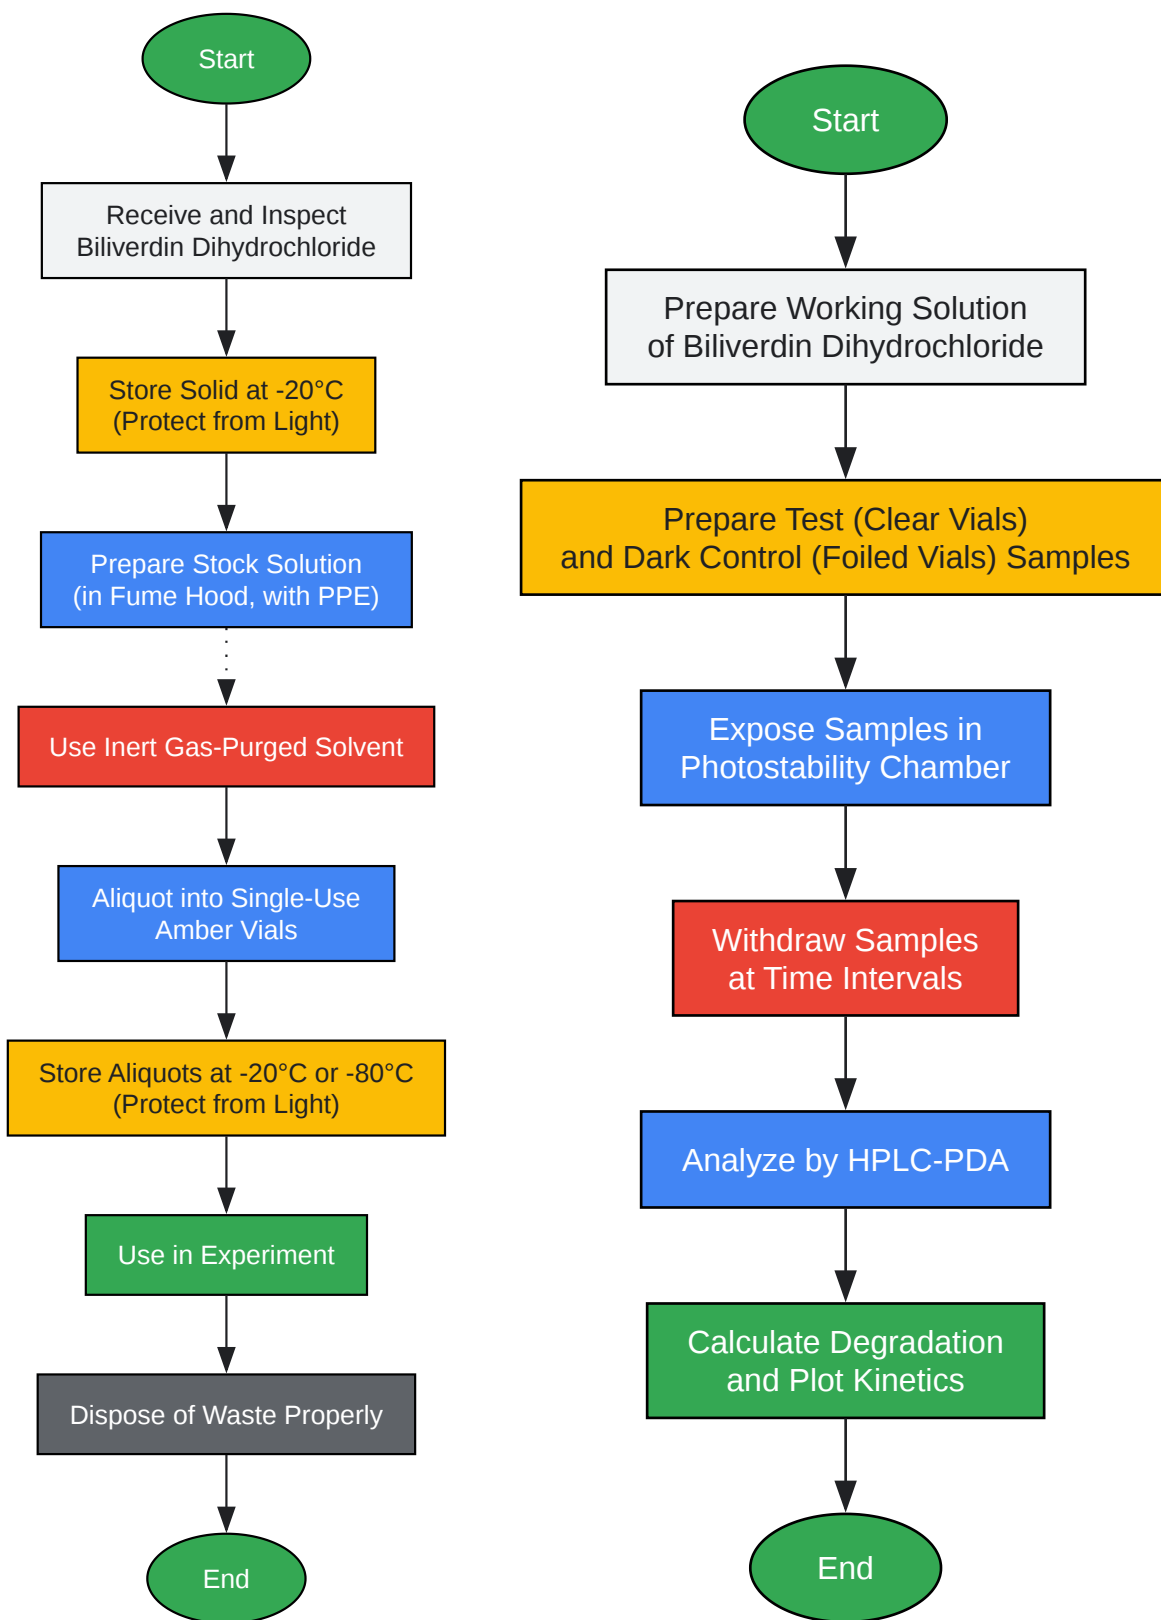 Start
Receive and Inspect
Biliverdin Dihydrochloride
Store Solid at -20°C
(Protect from Light)
Prepare Stock Solution
(in Fume Hood, with PPE)
Use Inert Gas-Purged Solvent
Aliquot into Single-Use
Amber Vials
Store Aliquots at -20°C or -80°C
(Protect from Light)
Use in Experiment
Dispose of Waste Properly
End
Start
Prepare Working Solution
of Biliverdin Dihydrochloride
Prepare Test (Clear Vials)
and Dark Control (Foiled Vials) Samples
Expose Samples in
Photostability Chamber
Withdraw Samples
at Time Intervals
Analyze by HPLC-PDA
Calculate Degradation
and Plot Kinetics
End